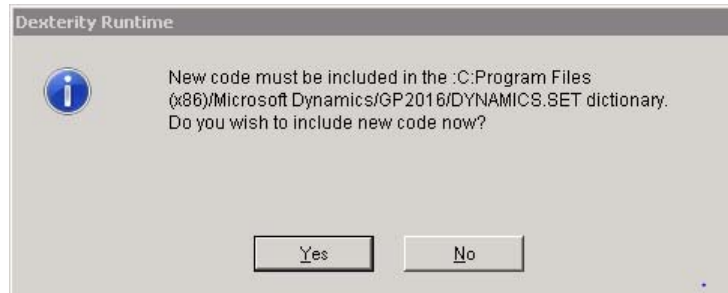 Dexterity Runtime
New code must be included in the :C:Program Files
(x86)/Microsoft Dynamics/GP2016/DYNAMICS.SET dictionary.
Do you wish to include new code now?
Yes
No